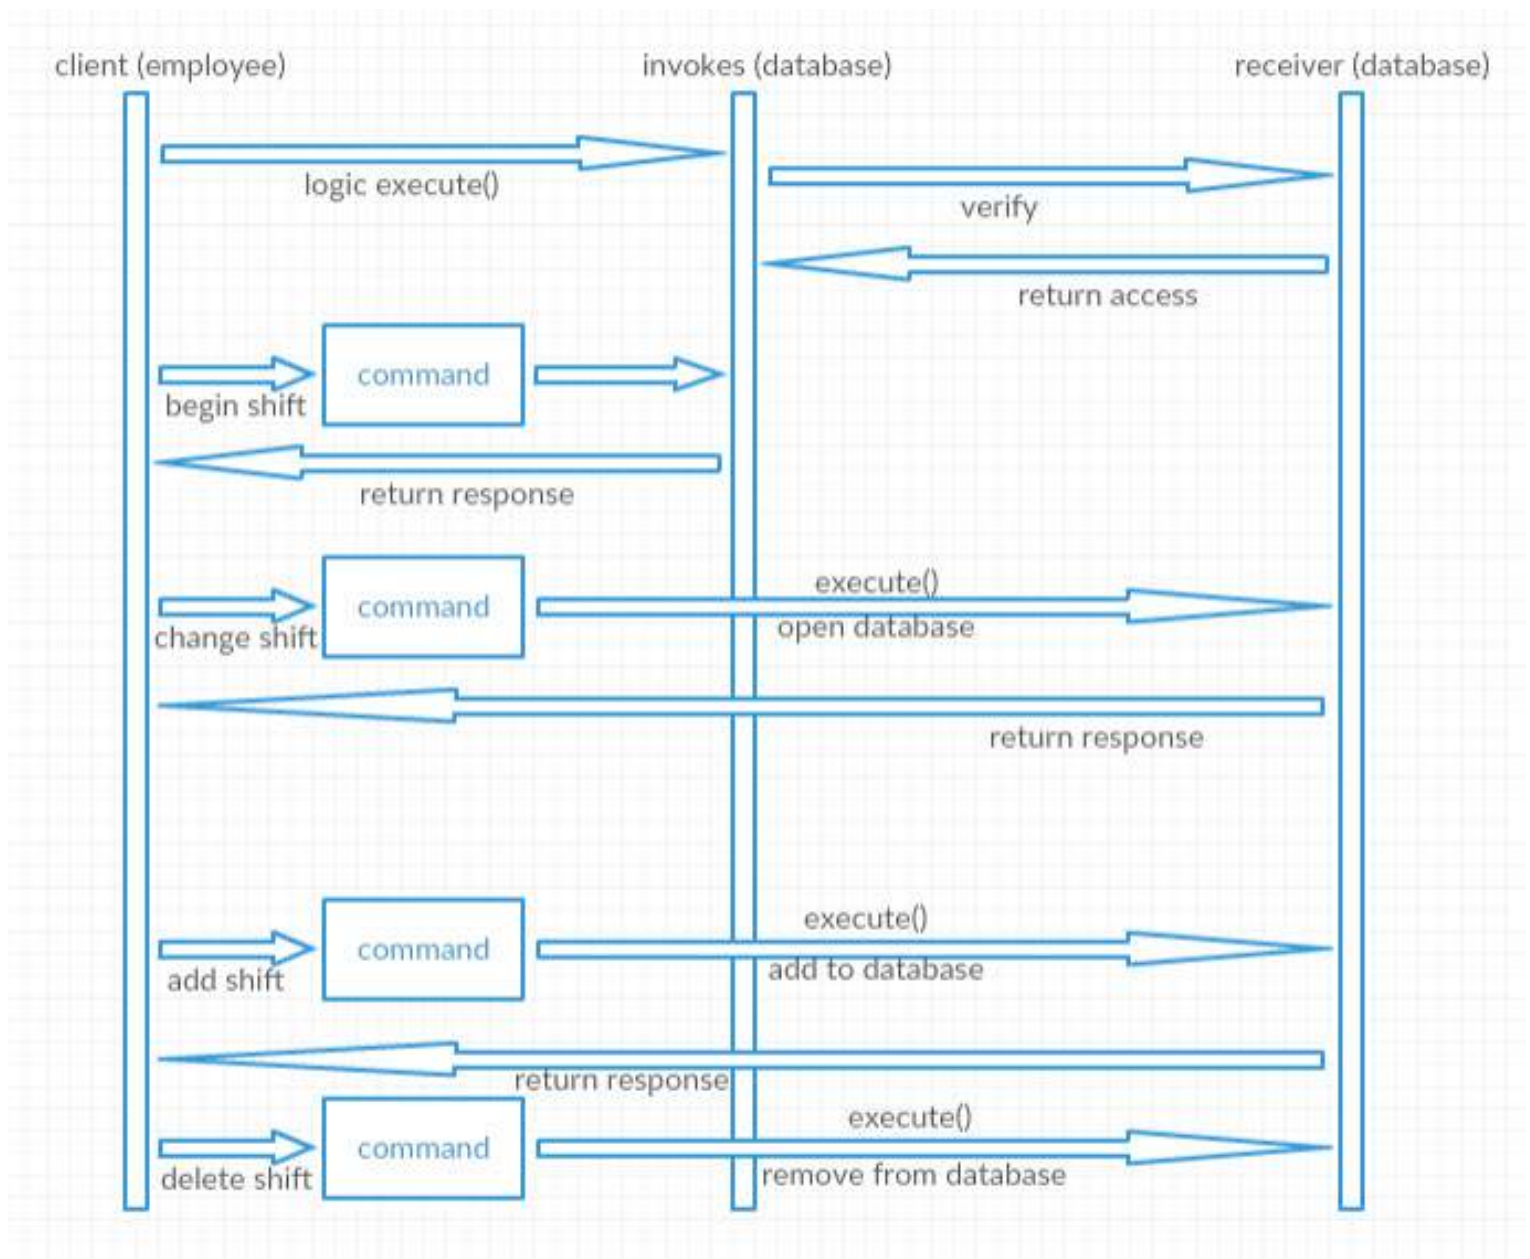 client (employee)
invokes (database)
receiver (database)
logic execute()
verify
return access
command
begin shift
return response
execute()
command
change shift
open database
return response
execute()
command
add shift
add to database
return response
execute()
command
delete shift
remove from database